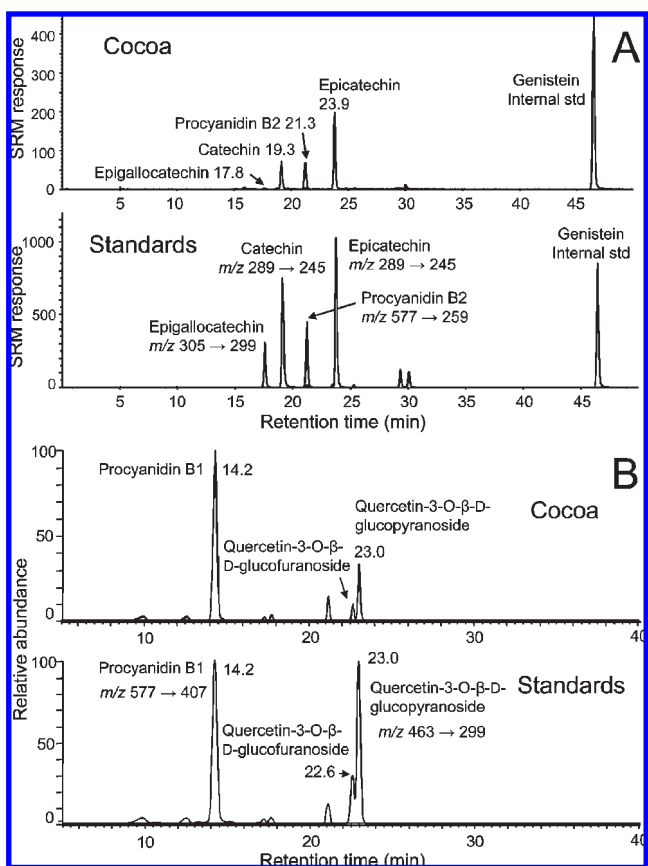 A
Cocoa
SRM response
400
300
200
100
0
Epicatechin
23.9
Procyanidin B2 21.3
Catechin 19.3
Epigallocatechin 17.8
Genistein
Internal std
5 10 15 20 25 30 35 40 45
Standards
SRM response
1000
500
0
Catechin
m/z 289 → 245
Epicatechin
m/z 289 → 245
Procyanidin B2
m/z 577 → 259
Epigallocatechin
m/z 305 → 299
Genistein
Internal std
5 10 15 20 25 30 35 40 45
Retention time (min)
B
Cocoa
Relative abundance
100
50
0
Procyanidin B1
14.2
Quercetin-3-O-β-D-
glucopyranoside
23.0
Quercetin-3-O-β-
D-glucofuranoside
10 20 30 40
Standards
100
50
0
Procyanidin B1
14.2
m/z 577 → 407
23.0
Quercetin-3-O-β-D-
glucopyranoside
m/z 463 → 299
Quercetin-3-O-β-
D-glucofuranoside
22.6
10 20 30 40
Retention time (min)